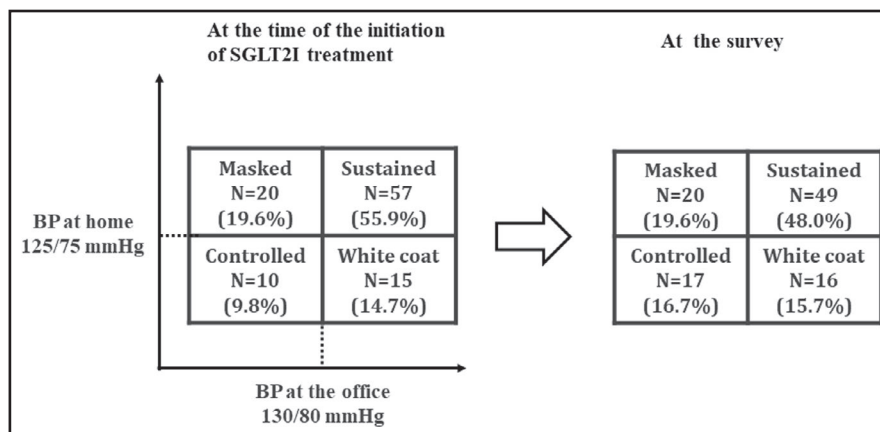 At the time of the initiation
of SGLT2I treatment
At the survey
BP at home
125/75 mmHg
Masked
N=20
(19.6%)
Sustained
N=57
(55.9%)
Controlled
N=10
(9.8%)
White coat
N=15
(14.7%)
BP at the office
130/80 mmHg
Masked
N=20
(19.6%)
Sustained
N=49
(48.0%)
Controlled
N=17
(16.7%)
White coat
N=16
(15.7%)